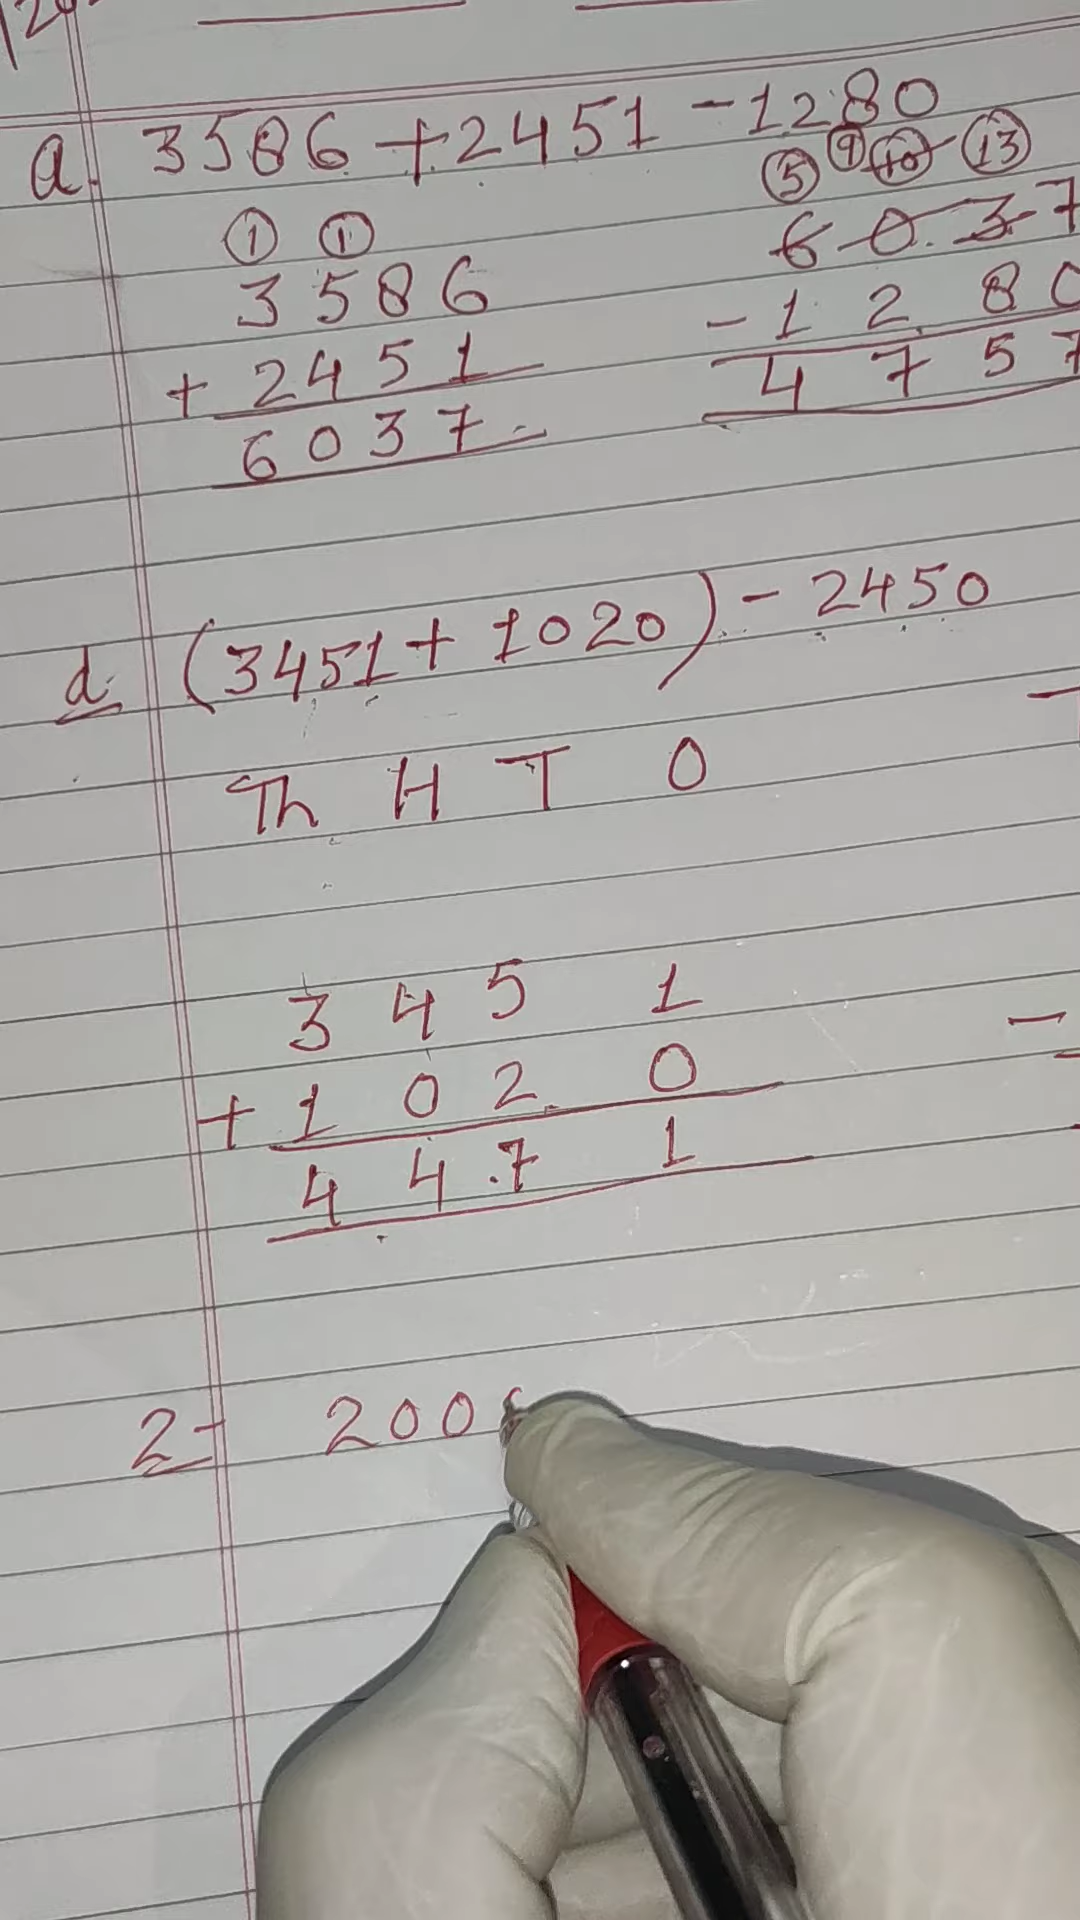 a. 3586 + 2451 - 1280
① ①
3586
+ 2451
6037
⑤ ⑨ ⑩ ⑬
6 0 3 7
- 1 2 8 0
4 7 5 7
d. (3451 + 1020) - 2450
Th H T O
3 4 5 1
+ 1 0 2 0
4 4 7 1
2- 200